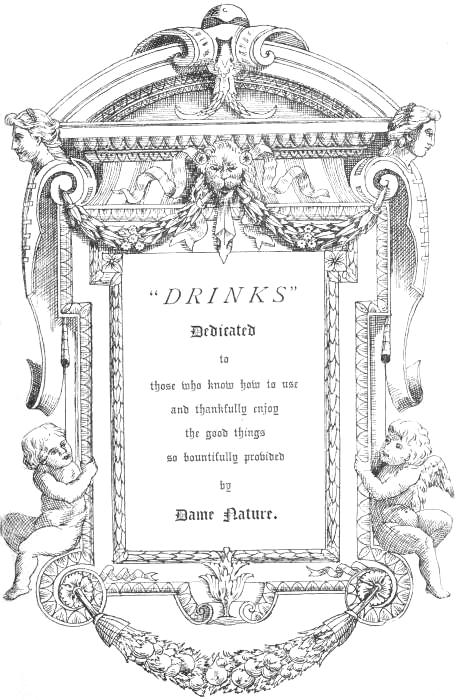 “DRINKS”
Dedicated
to
those who know how to use
and thankfully enjoy
the good things
so bountifully provided
by
Dame Nature.